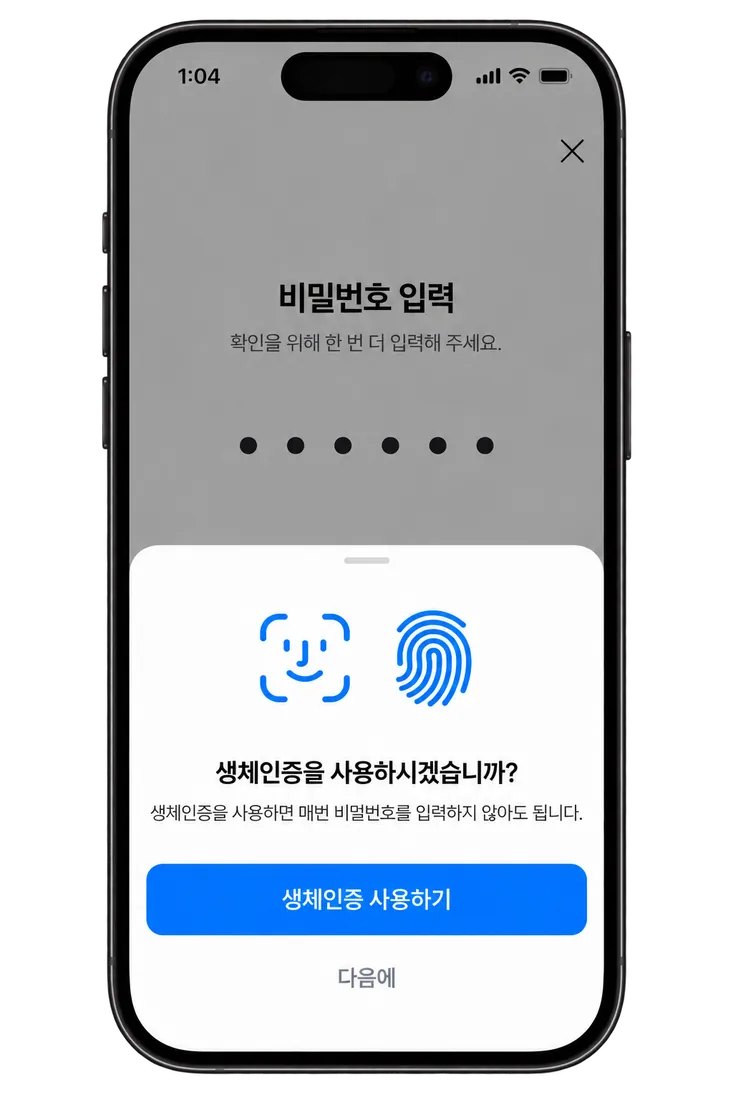 1:04
비밀번호 입력
확인을 위해 한 번 더 입력해 주세요.
생체인증을 사용하시겠습니까?
생체인증을 사용하면 매번 비밀번호를 입력하지 않아도 됩니다.
생체인증 사용하기
다음에